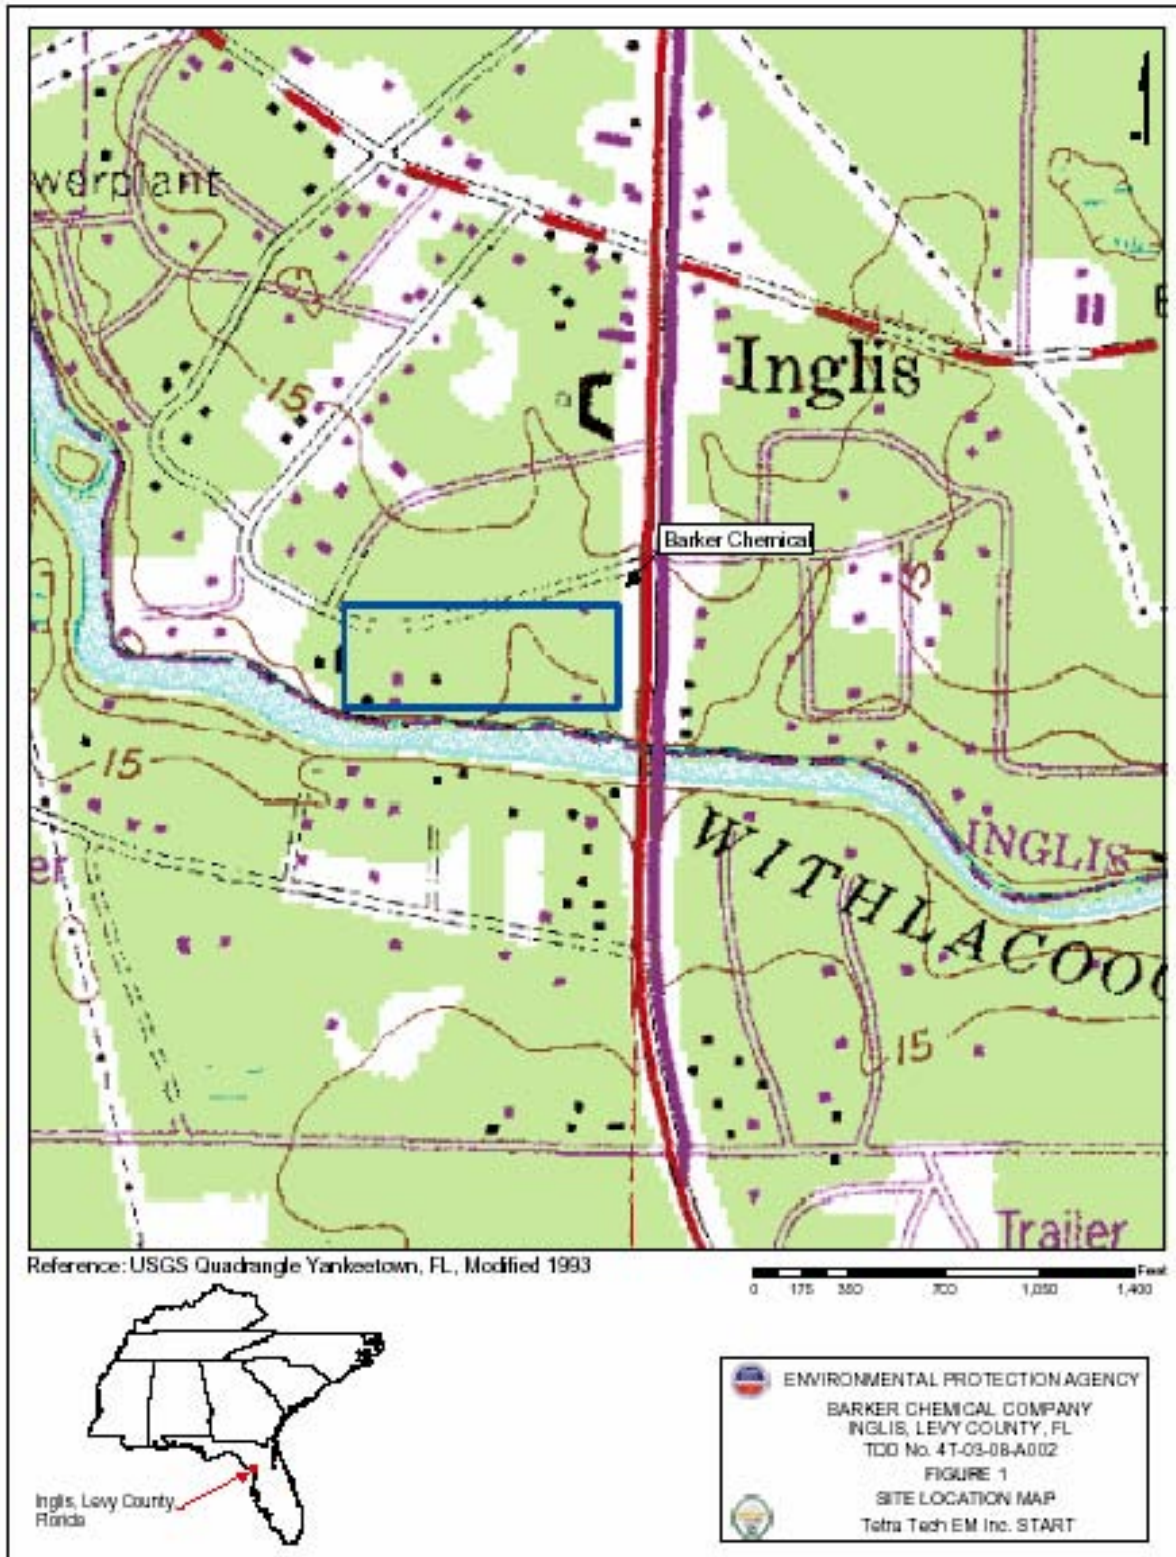 werplant
15
Inglis
Barker Chemical
15
15
er
INGLIS
WITHLACOO
15
Trailer
Reference: USGS Quadrangle Yankeetown, FL, Modified 1993
Feet
0 175 350 700 1,050 1,400
Inglis, Levy County,
Florida
ENVIRONMENTAL PROTECTION AGENCY
BARKER CHEMICAL COMPANY
INGLIS, LEVY COUNTY, FL
TDD No. 4T-03-08-A002
FIGURE 1
SITE LOCATION MAP
Tetra Tech EM Inc. START